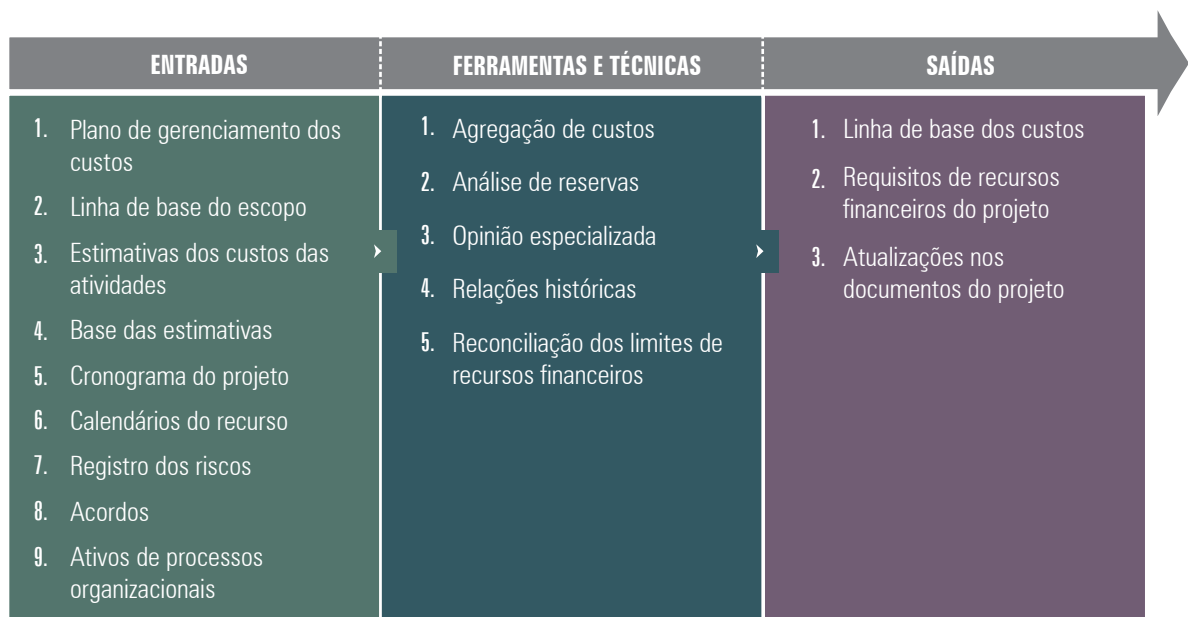 ENTRADAS
1. Plano de gerenciamento dos
custos
2. Linha de base do escopo
3. Estimativas dos custos das
atividades
4. Base das estimativas
5. Cronograma do projeto
6. Calendários do recurso
7. Registro dos riscos
8. Acordos
9. Ativos de processos
organizacionais
FERRAMENTAS E TÉCNICAS
1. Agregação de custos
2. Análise de reservas
3. Opinião especializada
4. Relações históricas
5. Reconciliação dos limites de
recursos financeiros
SAÍDAS
1. Linha de base dos custos
2. Requisitos de recursos
financeiros do projeto
3. Atualizações nos
documentos do projeto